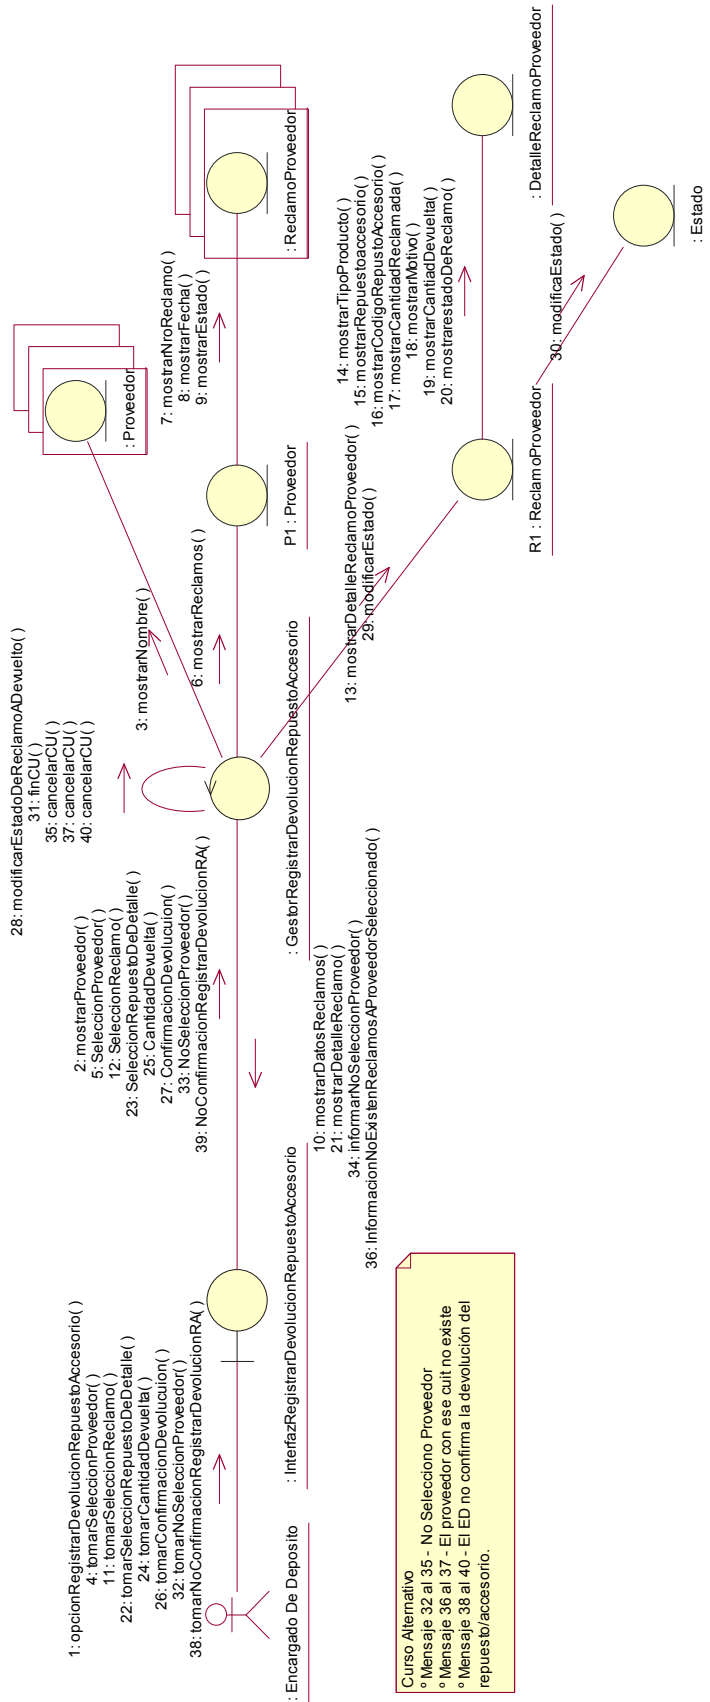 1: opcionRegistrarDevolucionRepuestoAccesorio( )
4: tomarSeleccionProveedor( )
11: tomarSeleccionReclamo( )
22: tomarSeleccionRepuestoDeDetalle( )
24: tomarCantidadDevuelta( )
26: tomarConfirmacionDevolucuion( )
32: tomarNoSeleccionProveedor( )
38: tomarNoConfirmacionRegistrarDevolucionRA( )
: Encargado De Deposito
: InterfazRegistrarDevolucionRepuestoAccesorio
2: mostrarProveedor( )
5: SeleccionProveedor( )
12: SeleccionReclamo( )
23: SeleccionRepuestoDeDetalle( )
25: CantidadDevuelta( )
27: ConfirmacionDevolucuion( )
33: NoSeleccionProveedor( )
39: NoConfirmacionRegistrarDevolucionRA( )
10: mostrarDatosReclamos( )
21: mostrarDetalleReclamo( )
34: informarNoSeleccionProveedor( )
36: InformacionNoExistenReclamosAProveedorSeleccionado( )
: GestorRegistrarDevolucionRepuestoAccesorio
28: modificarEstadoDeReclamoADevuelto( )
31: finCU( )
35: cancelarCU( )
37: cancelarCU( )
40: cancelarCU( )
3: mostrarNombre( )
: Proveedor
6: mostrarReclamos( )
P1 : Proveedor
7: mostrarNroReclamo( )
8: mostrarFecha( )
9: mostrarEstado( )
: ReclamoProveedor
13: mostrarDetalleReclamoProveedor( )
29: modificarEstado( )
R1 : ReclamoProveedor
14: mostrarTipoProducto( )
15: mostrarRepuestoaccesorio( )
16: mostrarCodigoRepustoAccesorio( )
17: mostrarCantidadReclamada( )
18: mostrarMotivo( )
19: mostrarCantiadDevuelta( )
20: mostrarestadoDeReclamo( )
: DetalleReclamoProveedor
30: modificaEstado( )
: Estado
Curso Alternativo
º Mensaje 32 al 35 - No Selecciono Proveedor
º Mensaje 36 al 37 - El proveedor con ese cuit no existe
º Mensaje 38 al 40 - El ED no confirma la devolución del
repuesto/accesorio.